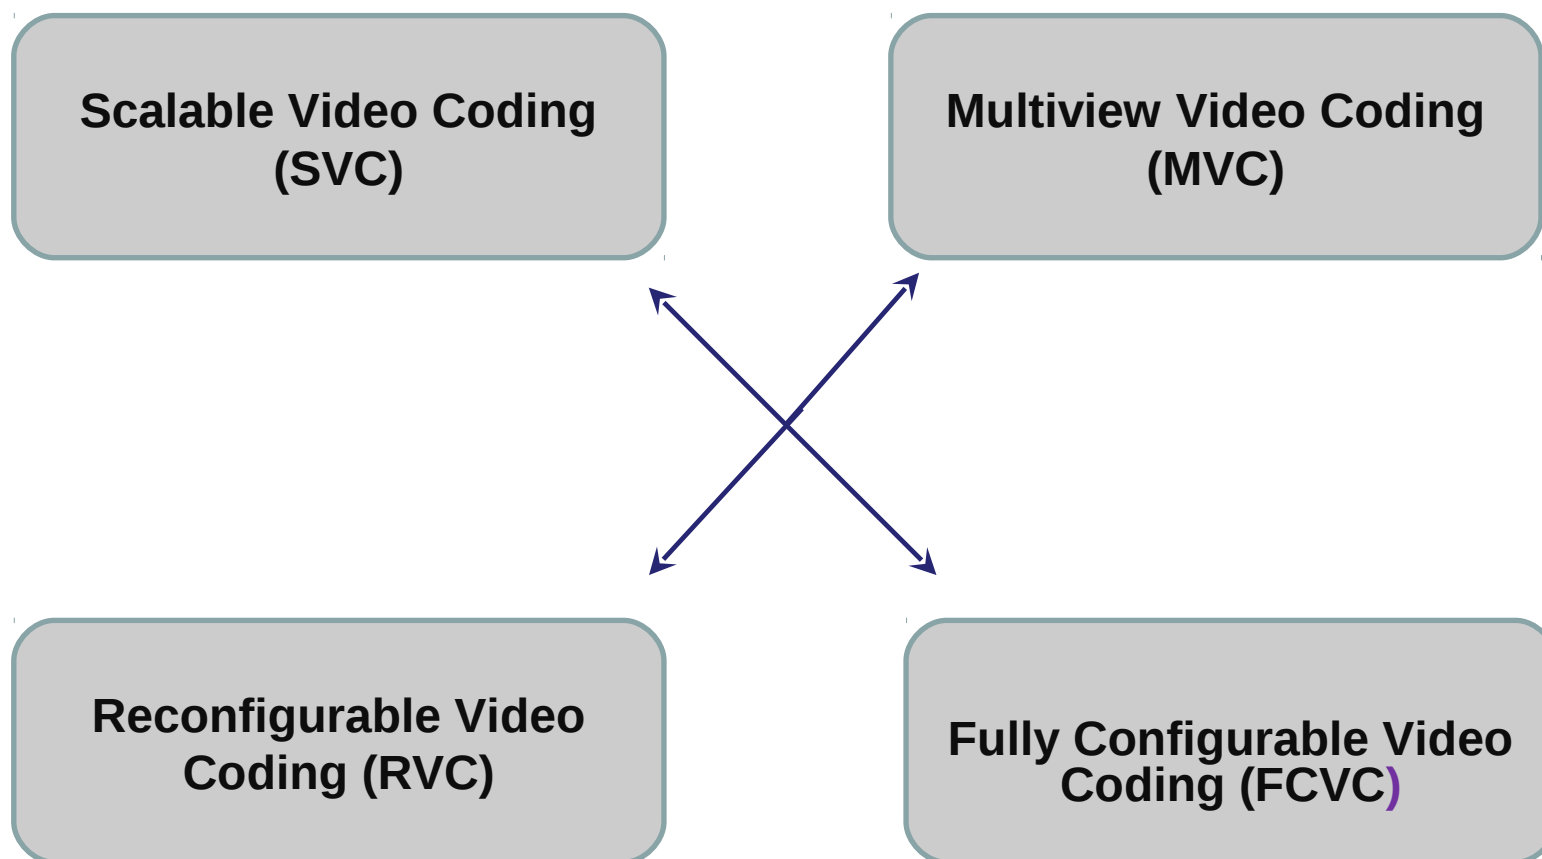 Scalable Video Coding
(SVC)
Multiview Video Coding
(MVC)
Reconfigurable Video
Coding (RVC)
Fully Configurable Video
Coding (FCVC)